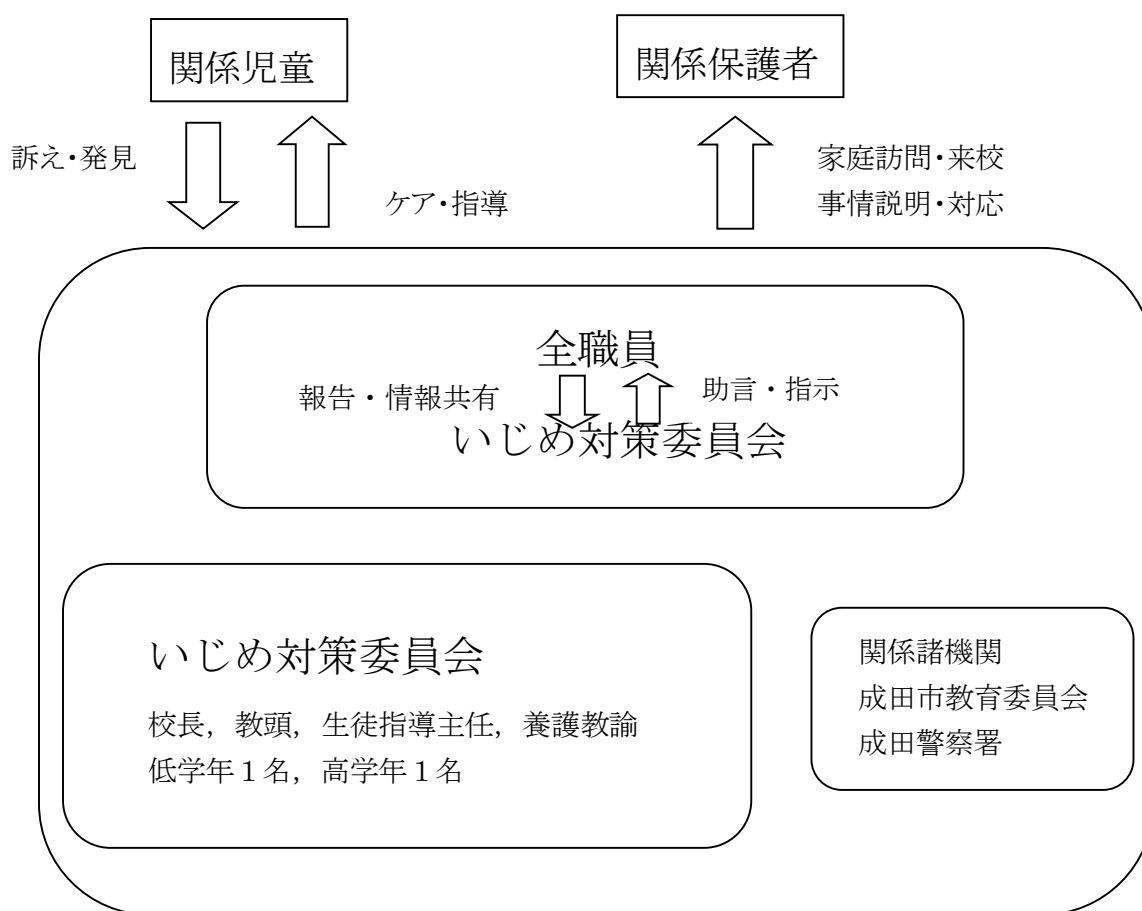 関係児童
関係保護者
訴え・発見
ケア・指導
家庭訪問・来校
事情説明・対応
全職員
報告・情報共有
助言・指示
いじめ対策委員会
いじめ対策委員会
校長，教頭，生徒指導主任，養護教諭
低学年１名，高学年１名
関係諸機関
成田市教育委員会
成田警察署